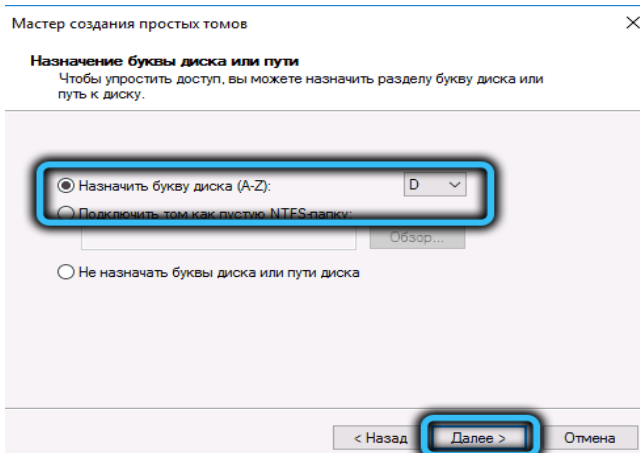 Мастер создания простых томов
Назначение буквы диска или пути
Чтобы упростить доступ, вы можете назначить разделу букву диска или
путь к диску.
Назначить букву диска (A-Z): D
Подключить том как пустую NTFS-папку:
Обзор...
Не назначать буквы диска или пути диска
< Назад Далее > Отмена